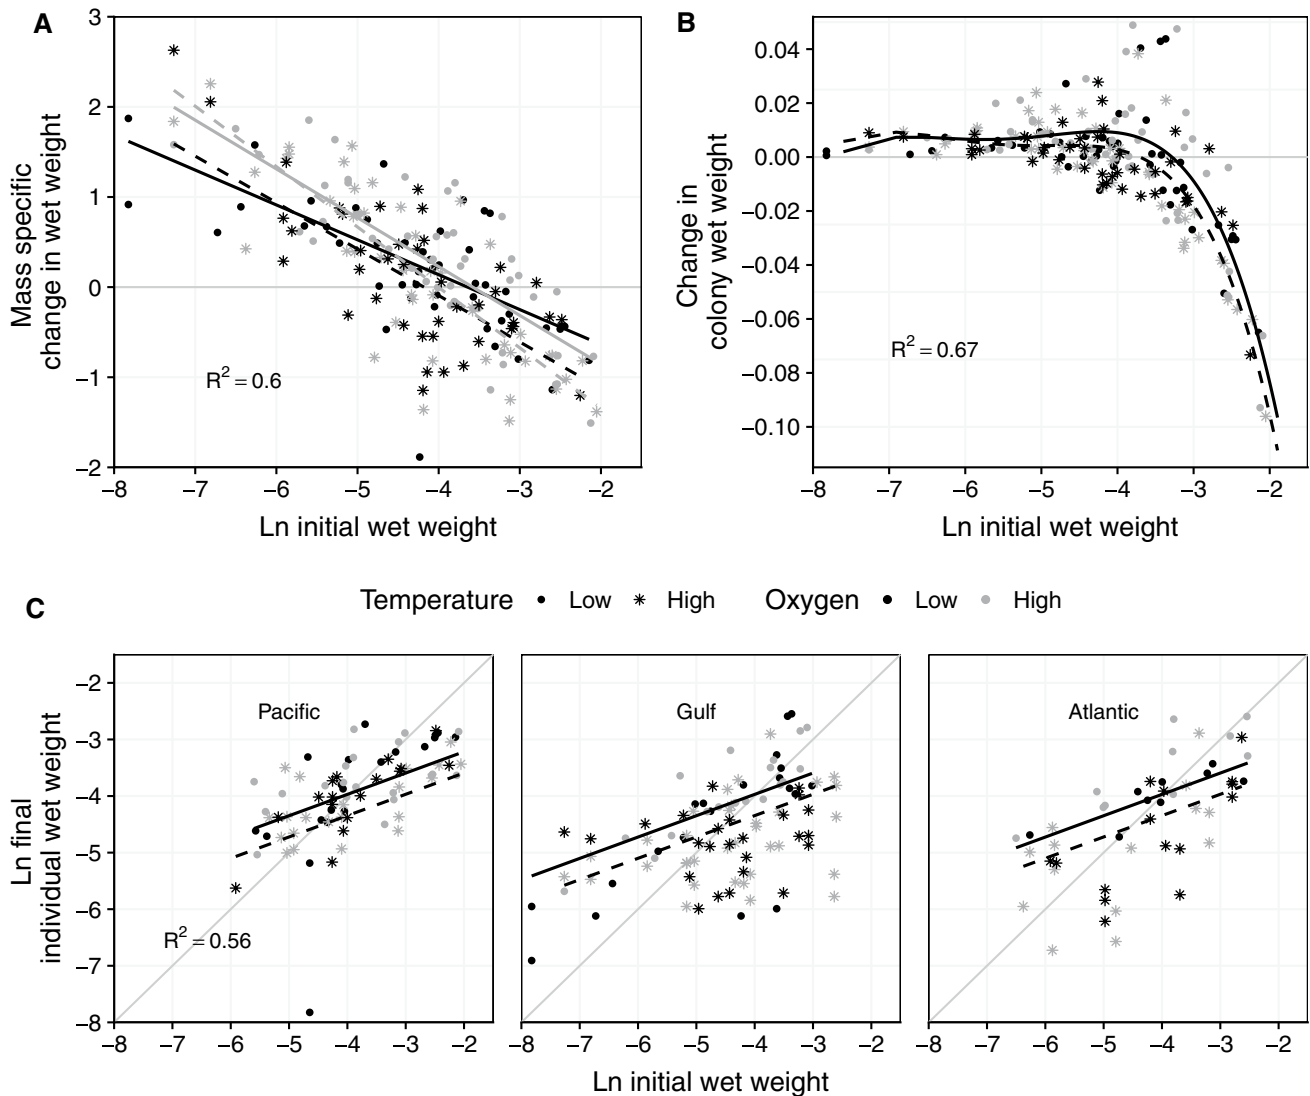 A
3
2
1
0
−1
−2
Mass specific
change in wet weight
R² = 0.6
−8 −7 −6 −5 −4 −3 −2
Ln initial wet weight
B
0.04
0.02
0.00
−0.02
−0.04
−0.06
−0.08
−0.10
Change in
colony wet weight
R² = 0.67
−8 −7 −6 −5 −4 −3 −2
Ln initial wet weight
C
Temperature Low High Oxygen Low High
−2
−3
−4
−5
−6
−7
−8
Ln final
individual wet weight
Pacific
R² = 0.56
−8 −7 −6 −5 −4 −3 −2
Gulf
−8 −7 −6 −5 −4 −3 −2
Atlantic
−8 −7 −6 −5 −4 −3 −2
Ln initial wet weight